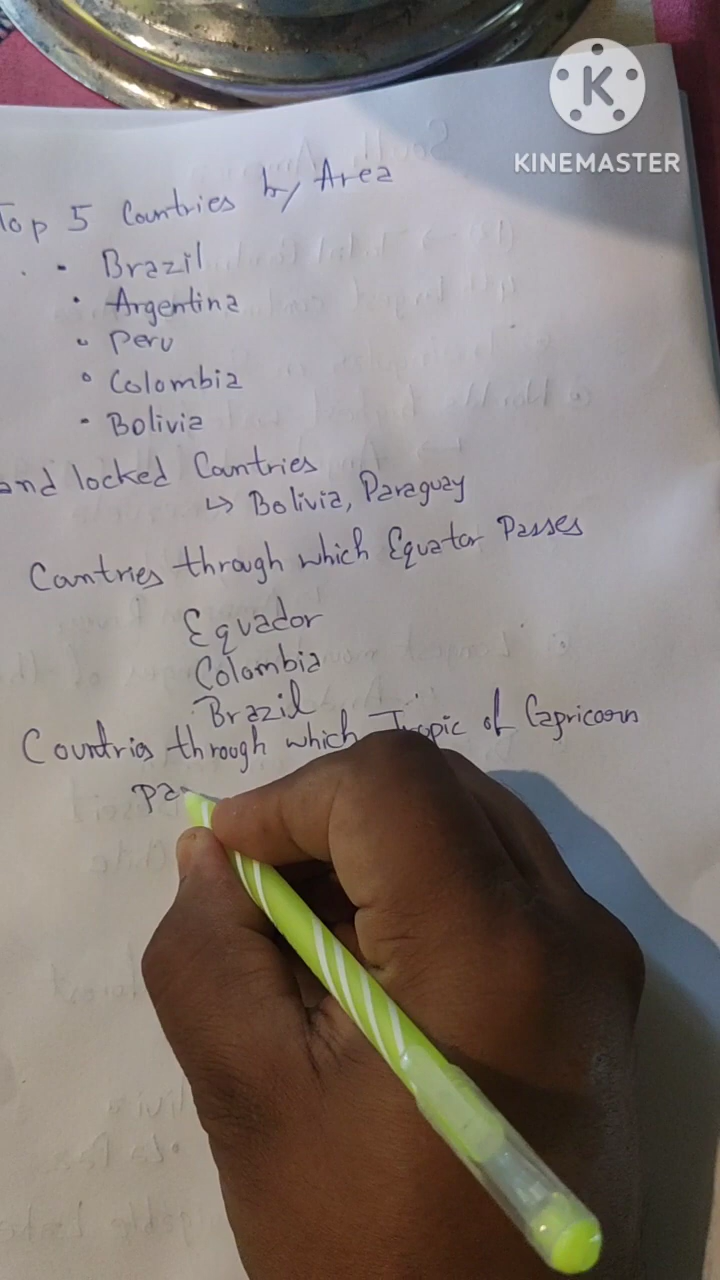 KINEMASTER
Top 5 Countries by Area
• Brazil
• Argentina
• Peru
• Colombia
• Bolivia
and locked Countries
↳ Bolivia, Paraguay
Countries through which Equator Passes
Equador
Colombia
Brazil
Countries through which Tropic of Capricorn
Pa